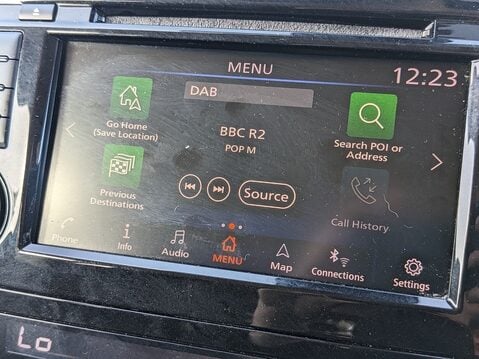 MENU
12:23
DAB
Go Home
(Save Location)
BBC R2
POP M
Search POI or
Address
Previous
Destinations
Source
Call History
Phone
Info
Audio
MENU
Map
Connections
Settings
Lo